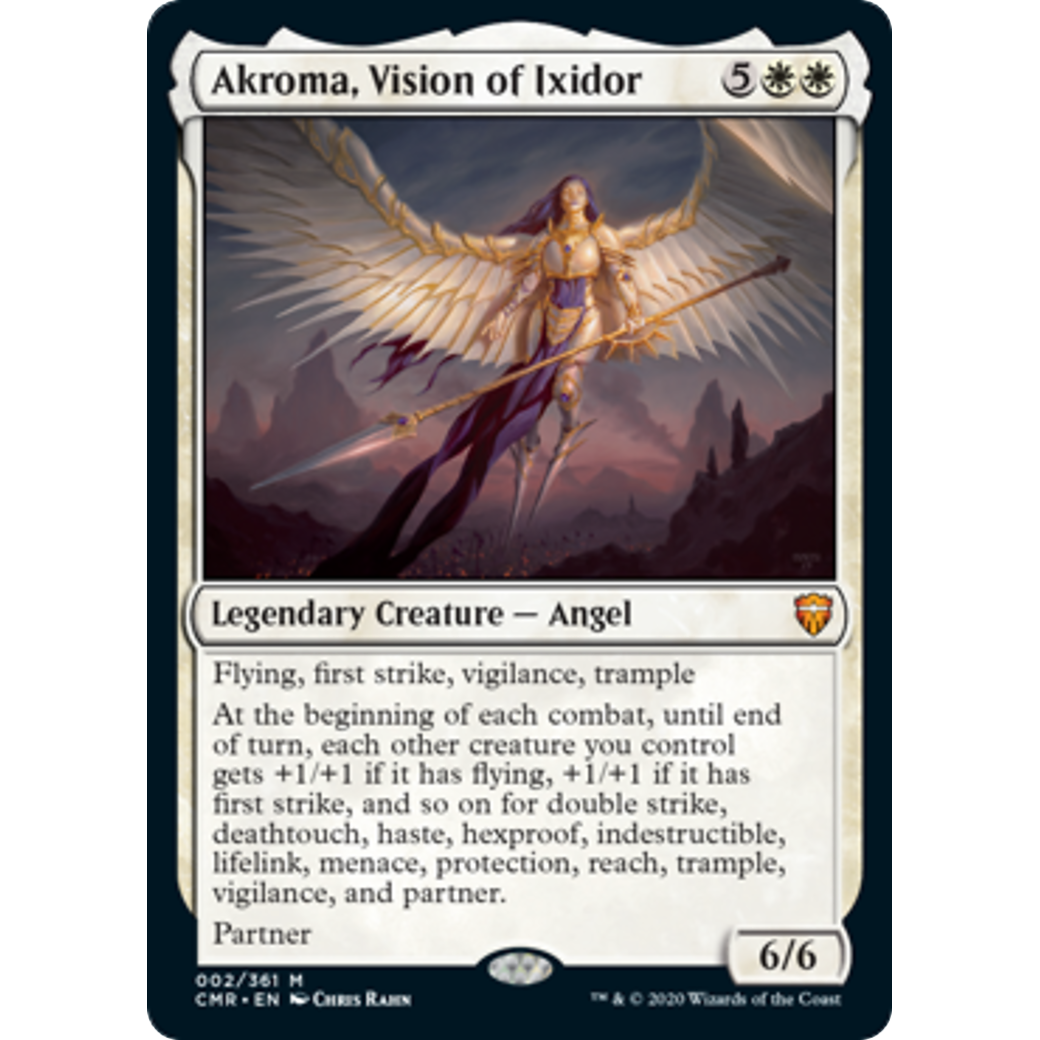 Akroma, Vision of Ixidor 5
Legendary Creature — Angel
Flying, first strike, vigilance, trample
At the beginning of each combat, until end
of turn, each other creature you control
gets +1/+1 if it has flying, +1/+1 if it has
first strike, and so on for double strike,
deathtouch, haste, hexproof, indestructible,
lifelink, menace, protection, reach, trample,
vigilance, and partner.
Partner
6/6
002/361 M
CMR • EN Chris Rahn
™ & © 2020 Wizards of the Coast